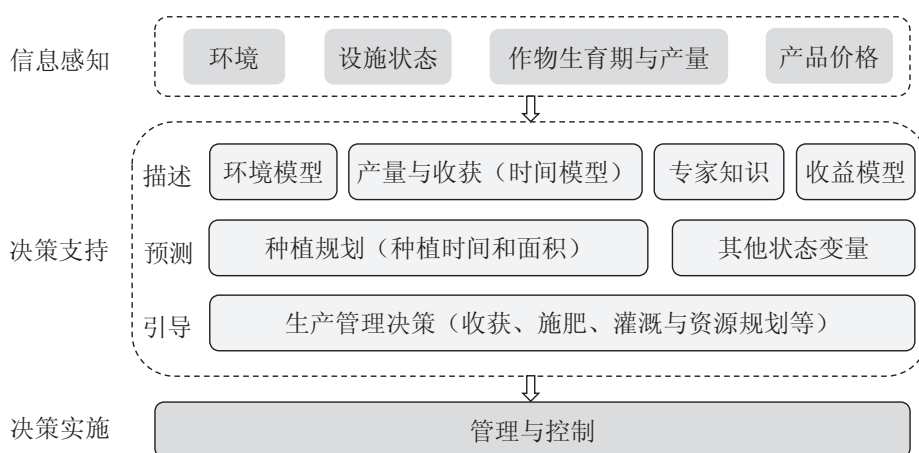 信息感知
环境 设施状态 作物生育期与产量 产品价格
描述 环境模型 产量与收获（时间模型） 专家知识 收益模型
决策支持 预测 种植规划（种植时间和面积） 其他状态变量
引导 生产管理决策（收获、施肥、灌溉与资源规划等）
决策实施 管理与控制